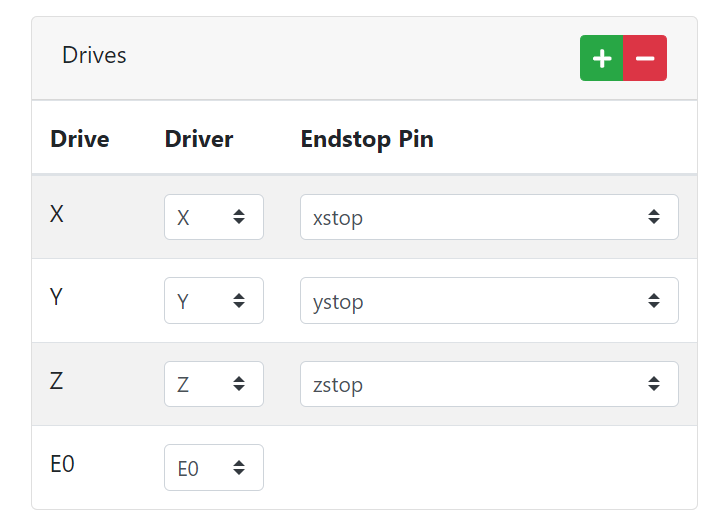 Drives
Drive Driver Endstop Pin
X X xstop
Y Y ystop
Z Z zstop
E0 E0